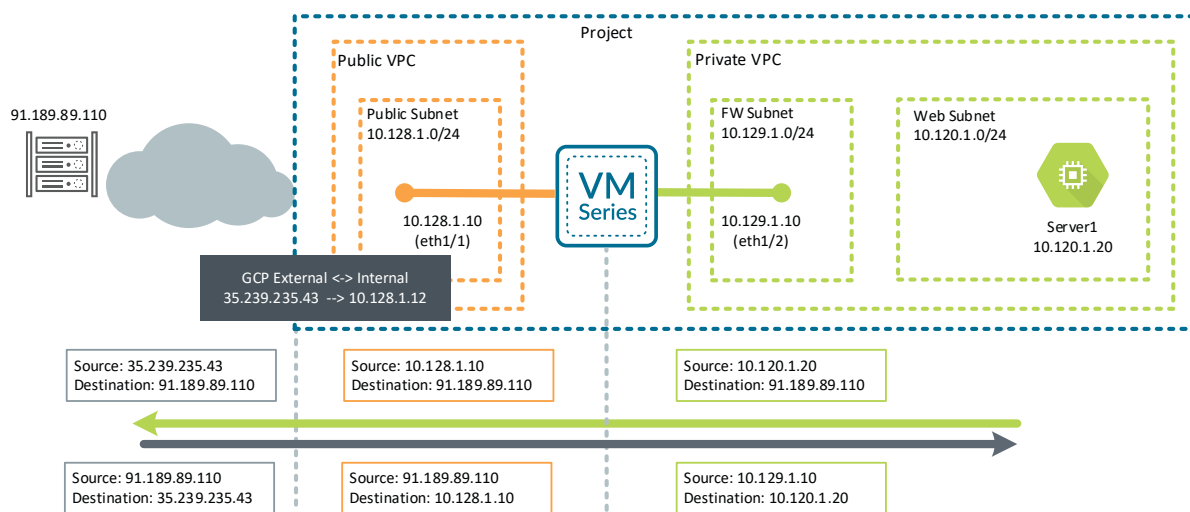 Project
Public VPC
Private VPC
91.189.89.110
Public Subnet
10.128.1.0/24
FW Subnet
10.129.1.0/24
Web Subnet
10.120.1.0/24
VM
Series
10.128.1.10
(eth1/1)
10.129.1.10
(eth1/2)
Server1
10.120.1.20
GCP External <-> Internal
35.239.235.43 --> 10.128.1.12
Source: 35.239.235.43
Destination: 91.189.89.110
Source: 10.128.1.10
Destination: 91.189.89.110
Source: 10.120.1.20
Destination: 91.189.89.110
Source: 91.189.89.110
Destination: 35.239.235.43
Source: 91.189.89.110
Destination: 10.128.1.10
Source: 10.129.1.10
Destination: 10.120.1.20